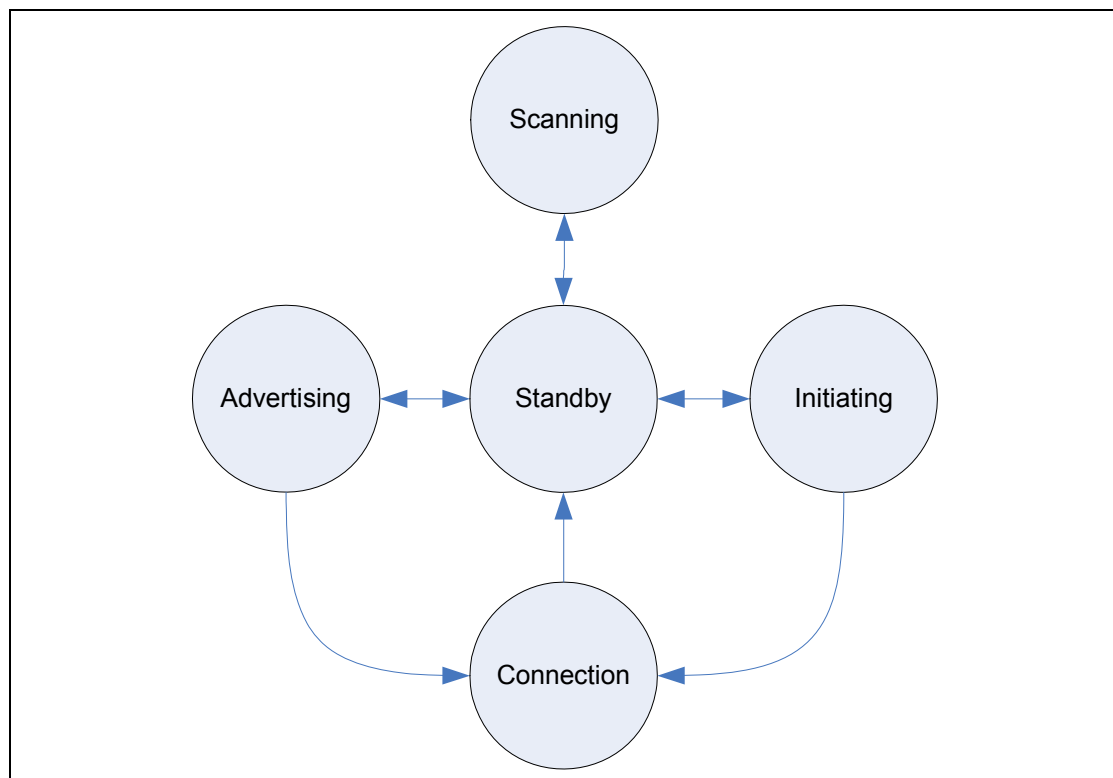 Scanning
Advertising
Standby
Initiating
Connection